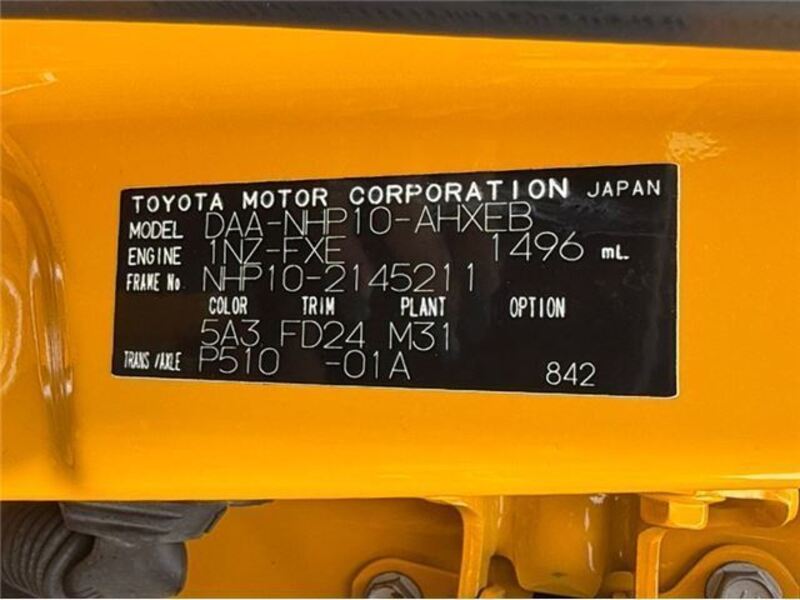 TOYOTA MOTOR CORPORATION JAPAN
MODEL DAA-NHP10-AHXEB
ENGINE 1NZ-FXE 1496 mL
FRAME No. NHP10-2145211
COLOR TRIM PLANT OPTION
5A3 FD24 M31
TRANS/AXLE P510 -01A 842